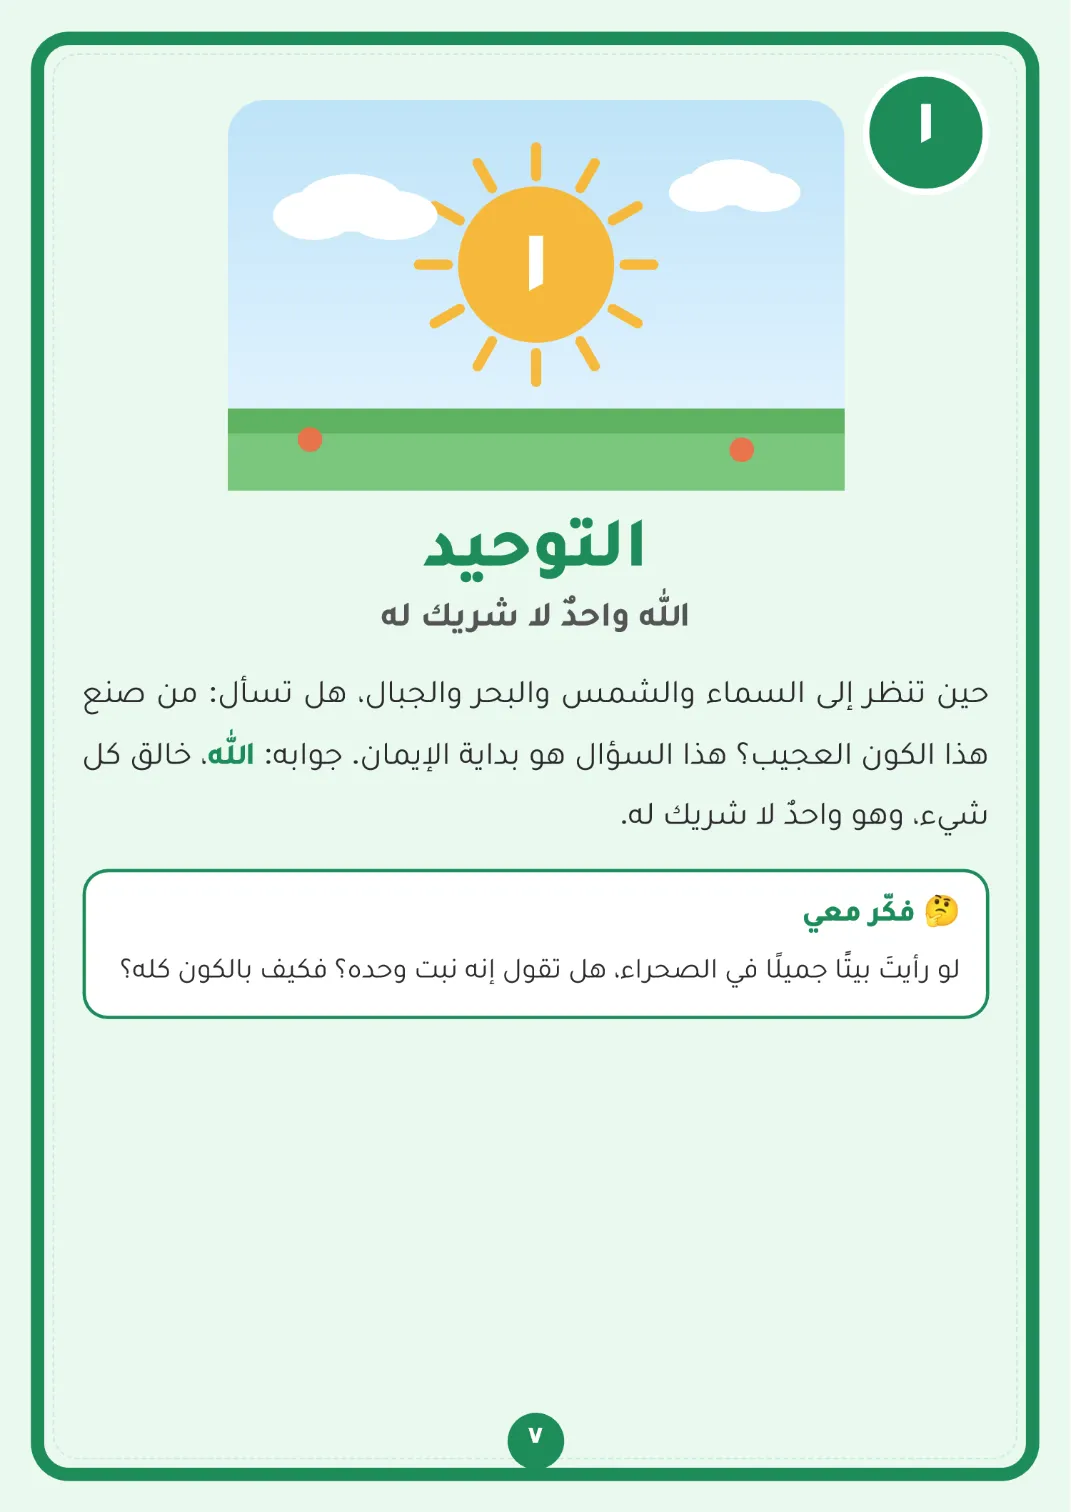 ١
١
التوحيد
الله واحدٌ لا شريك له
حين تنظر إلى السماء والشمس والبحر والجبال، هل تسأل: من صنع
هذا الكون العجيب؟ هذا السؤال هو بداية الإيمان. جوابه: الله، خالق كل
شيء، وهو واحدٌ لا شريك له.
🤔 فكّر معي
لو رأيتَ بيتًا جميلًا في الصحراء، هل تقول إنه نبت وحده؟ فكيف بالكون كله؟
٧